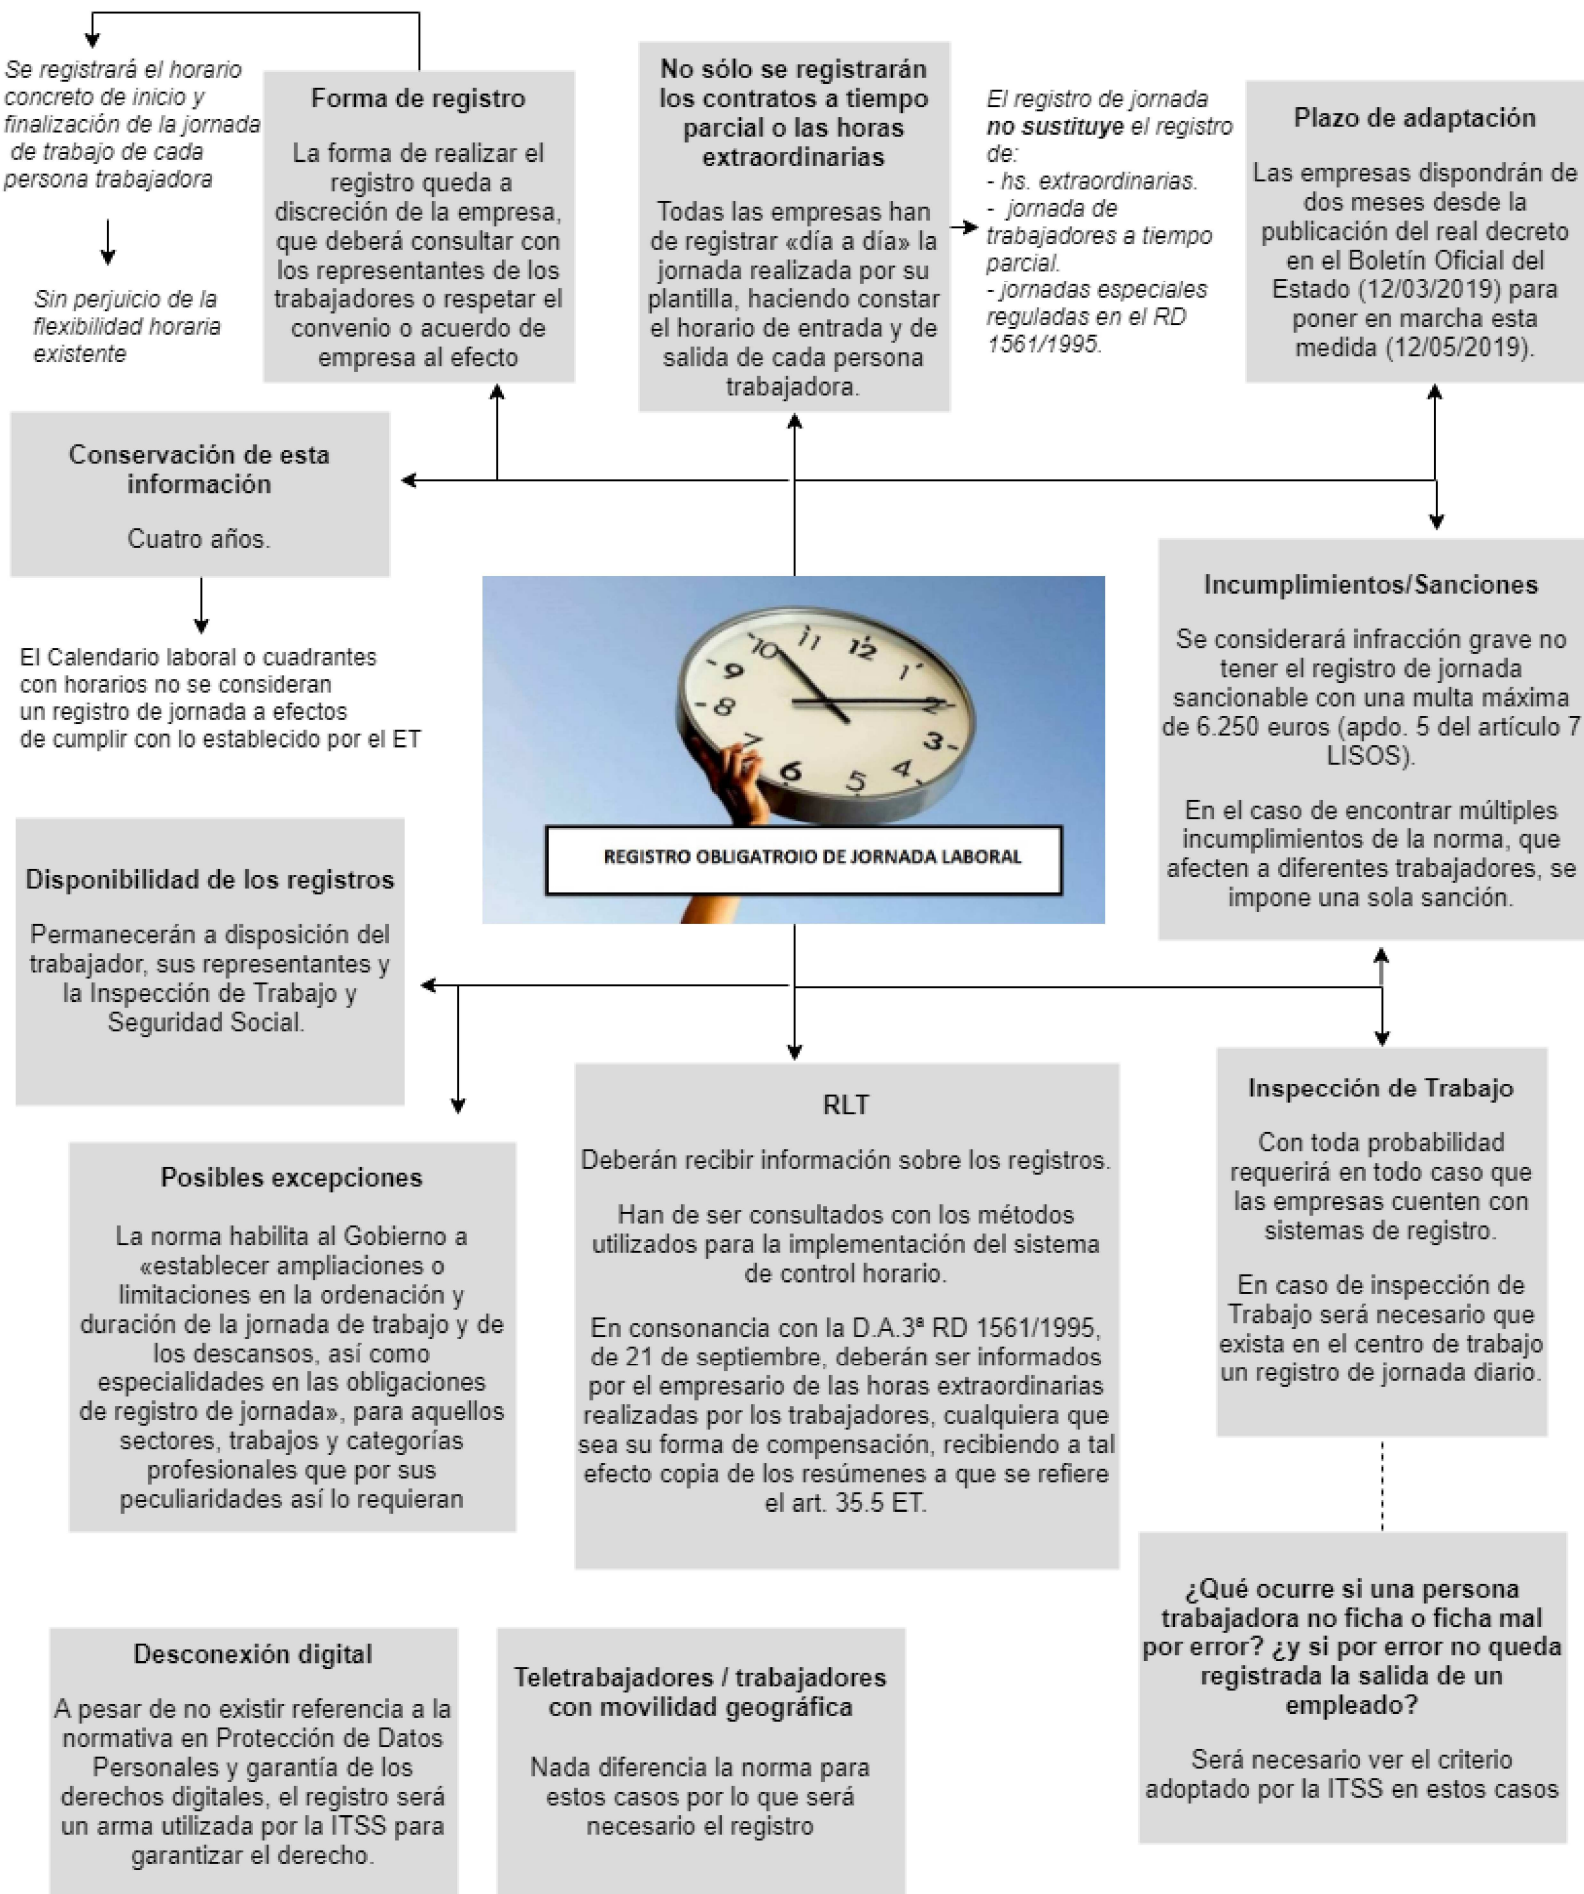 Se registrará el horario
concreto de inicio y
finalización de la jornada
de trabajo de cada
persona trabajadora
Sin perjuicio de la
flexibilidad horaria
existente
Forma de registro
La forma de realizar el
registro queda a
discreción de la empresa,
que deberá consultar con
los representantes de los
trabajadores o respetar el
convenio o acuerdo de
empresa al efecto
No sólo se registrarán
los contratos a tiempo
parcial o las horas
extraordinarias
Todas las empresas han
de registrar «día a día» la
jornada realizada por su
plantilla, haciendo constar
el horario de entrada y de
salida de cada persona
trabajadora.
El registro de jornada
no sustituye el registro
de:
- hs. extraordinarias.
- jornada de
trabajadores a tiempo
parcial.
- jornadas especiales
reguladas en el RD
1561/1995.
Plazo de adaptación
Las empresas dispondrán de
dos meses desde la
publicación del real decreto
en el Boletín Oficial del
Estado (12/03/2019) para
poner en marcha esta
medida (12/05/2019).
Conservación de esta
información
Cuatro años.
El Calendario laboral o cuadrantes
con horarios no se consideran
un registro de jornada a efectos
de cumplir con lo establecido por el ET
10 11 12 1 2 3 4 5 6 7 8 9
REGISTRO OBLIGATROIO DE JORNADA LABORAL
Incumplimientos/Sanciones
Se considerará infracción grave no
tener el registro de jornada
sancionable con una multa máxima
de 6.250 euros (apdo. 5 del artículo 7
LISOS).
En el caso de encontrar múltiples
incumplimientos de la norma, que
afecten a diferentes trabajadores, se
impone una sola sanción.
Disponibilidad de los registros
Permanecerán a disposición del
trabajador, sus representantes y
la Inspección de Trabajo y
Seguridad Social.
Posibles excepciones
La norma habilita al Gobierno a
«establecer ampliaciones o
limitaciones en la ordenación y
duración de la jornada de trabajo y de
los descansos, así como
especialidades en las obligaciones
de registro de jornada», para aquellos
sectores, trabajos y categorías
profesionales que por sus
peculiaridades así lo requieran
RLT
Deberán recibir información sobre los registros.
Han de ser consultados con los métodos
utilizados para la implementación del sistema
de control horario.
En consonancia con la D.A.3ª RD 1561/1995,
de 21 de septiembre, deberán ser informados
por el empresario de las horas extraordinarias
realizadas por los trabajadores, cualquiera que
sea su forma de compensación, recibiendo a tal
efecto copia de los resúmenes a que se refiere
el art. 35.5 ET.
Inspección de Trabajo
Con toda probabilidad
requerirá en todo caso que
las empresas cuenten con
sistemas de registro.
En caso de inspección de
Trabajo será necesario que
exista en el centro de trabajo
un registro de jornada diario.
¿Qué ocurre si una persona
trabajadora no ficha o ficha mal
por error? ¿y si por error no queda
registrada la salida de un
empleado?
Será necesario ver el criterio
adoptado por la ITSS en estos casos
Desconexión digital
A pesar de no existir referencia a la
normativa en Protección de Datos
Personales y garantía de los
derechos digitales, el registro será
un arma utilizada por la ITSS para
garantizar el derecho.
Teletrabajadores / trabajadores
con movilidad geográfica
Nada diferencia la norma para
estos casos por lo que será
necesario el registro